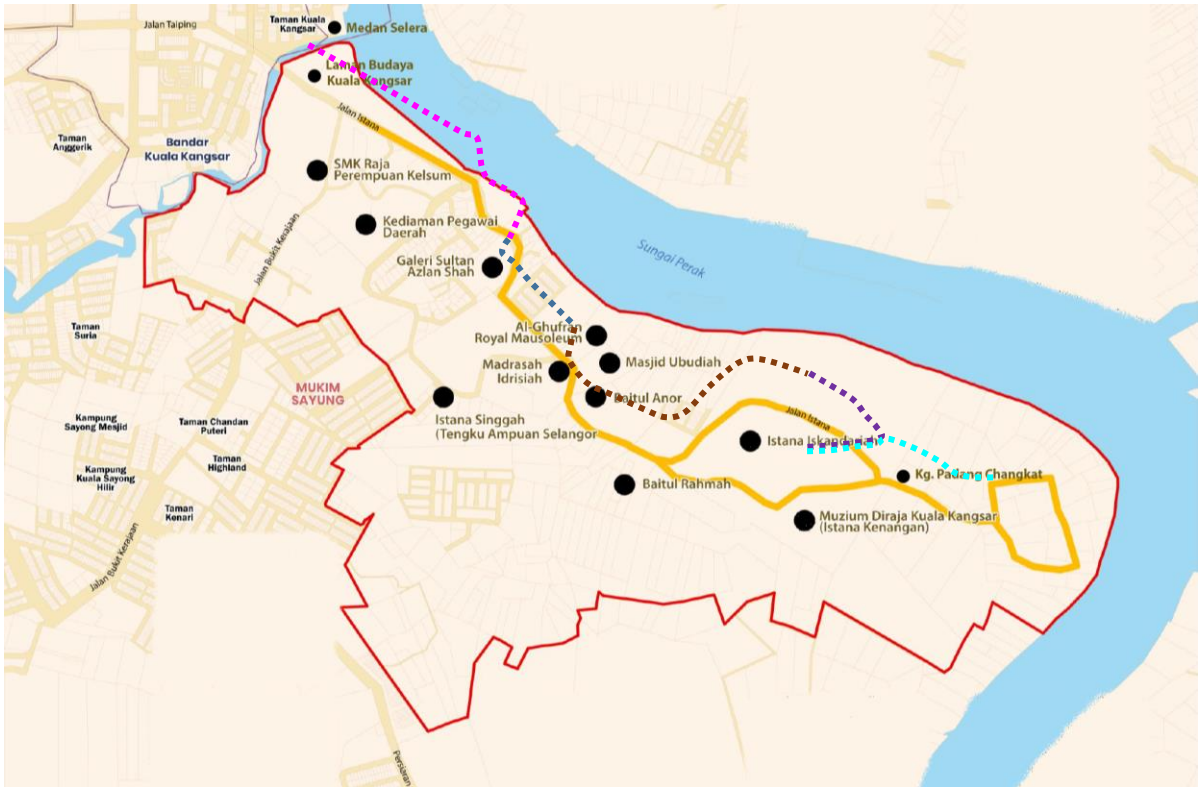 Taman Kuala
Kangsar
Medan Selera
Jalan Taiping
Laman Budaya
Kuala Kangsar
Jalan Istana
Taman
Anggerik
Bandar
Kuala Kangsar
SMK Raja
Perempuan Kelsum
Kediaman Pegawai
Daerah
Jalan Bukit Kerajaan
Galeri Sultan
Azlan Shah
Sungai Perak
Taman
Suria
Al-Ghufran
Royal Mausoleum
Masjid Ubudiah
Madrasah
Idrisiah
MUKIM
SAYUNG
Baitul Anor
Istana Singgah
(Tengku Ampuan Selangor
Jalan Istana
Istana Iskandariah
Kampung
Sayong Mesjid
Taman Chandan
Puteri
Taman
Highland
Kampung
Kuala Sayong
Hilir
Kg. Padang Changkat
Baitul Rahmah
Taman
Kenari
Muzium Diraja Kuala Kangsar
(Istana Kenangan)
Jalan Bukit Kerajaan
Persiaran